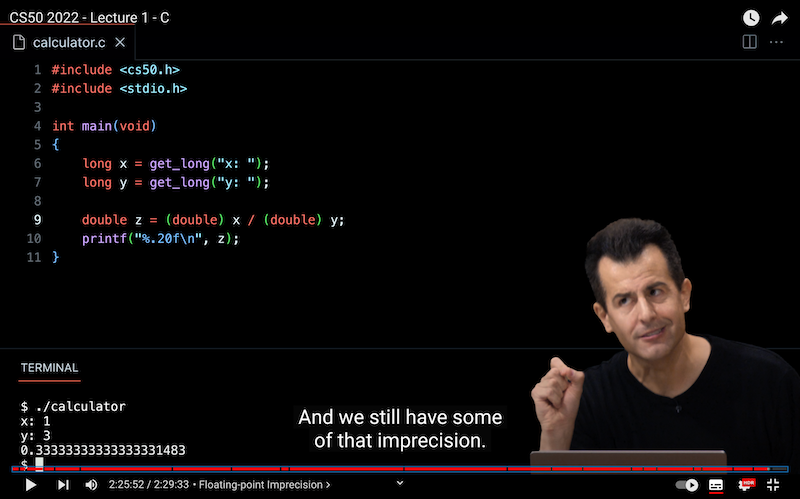 CS50 2022 - Lecture 1 - C
calculator.c
1 #include <cs50.h>
2 #include <stdio.h>
3
4 int main(void)
5 {
6     long x = get_long("x: ");
7     long y = get_long("y: ");
8
9     double z = (double) x / (double) y;
10     printf("%.20f\n", z);
11 }
TERMINAL
$ ./calculator
x: 1
y: 3
0.33333333333333331483
$
And we still have some
of that imprecision.
2:25:52 / 2:29:33 • Floating-point Imprecision >
HDR